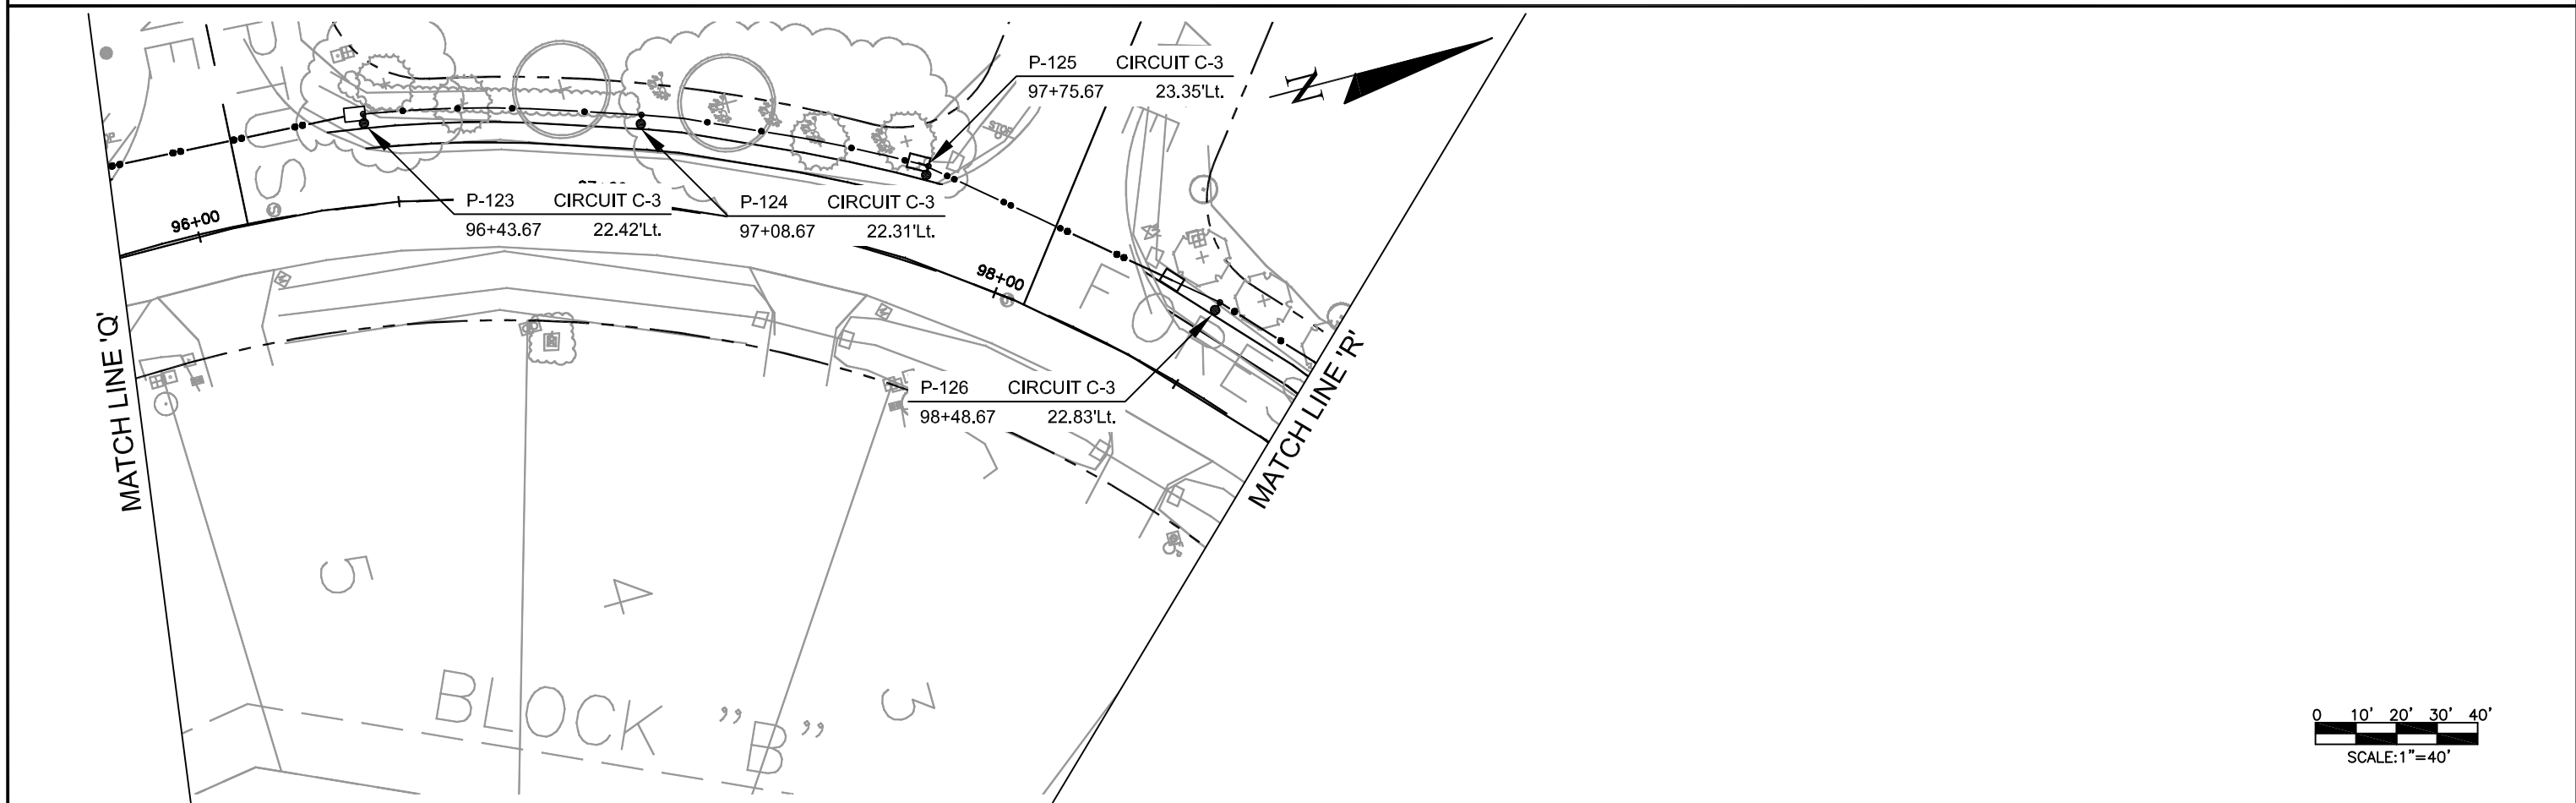 P-125 CIRCUIT C-3
97+75.67 23.35'Lt.
N
STOP
P-123 CIRCUIT C-3
96+43.67 22.42'Lt.
P-124 CIRCUIT C-3
97+08.67 22.31'Lt.
96+00
98+00
P-126 CIRCUIT C-3
98+48.67 22.83'Lt.
MATCH LINE 'Q'
MATCH LINE 'R'
5
4
3
BLOCK "B"
0 10' 20' 30' 40'
SCALE:1"=40'